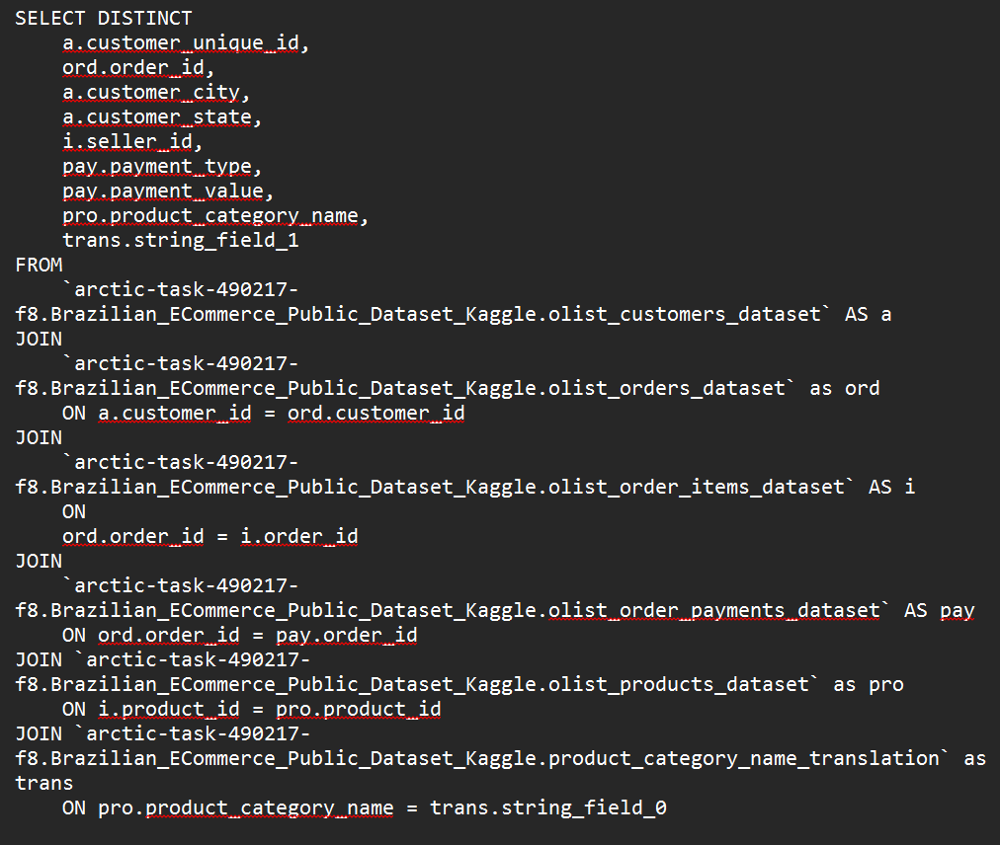 SELECT DISTINCT
    a.customer_unique_id,
    ord.order_id,
    a.customer_city,
    a.customer_state,
    i.seller_id,
    pay.payment_type,
    pay.payment_value,
    pro.product_category_name,
    trans.string_field_1
FROM
    `arctic-task-490217-
f8.Brazilian_ECommerce_Public_Dataset_Kaggle.olist_customers_dataset` AS a
JOIN
    `arctic-task-490217-
f8.Brazilian_ECommerce_Public_Dataset_Kaggle.olist_orders_dataset` as ord
    ON a.customer_id = ord.customer_id
JOIN
    `arctic-task-490217-
f8.Brazilian_ECommerce_Public_Dataset_Kaggle.olist_order_items_dataset` AS i
    ON
    ord.order_id = i.order_id
JOIN
    `arctic-task-490217-
f8.Brazilian_ECommerce_Public_Dataset_Kaggle.olist_order_payments_dataset` AS pay
    ON ord.order_id = pay.order_id
JOIN `arctic-task-490217-
f8.Brazilian_ECommerce_Public_Dataset_Kaggle.olist_products_dataset` as pro
    ON i.product_id = pro.product_id
JOIN `arctic-task-490217-
f8.Brazilian_ECommerce_Public_Dataset_Kaggle.product_category_name_translation` as
trans
    ON pro.product_category_name = trans.string_field_0